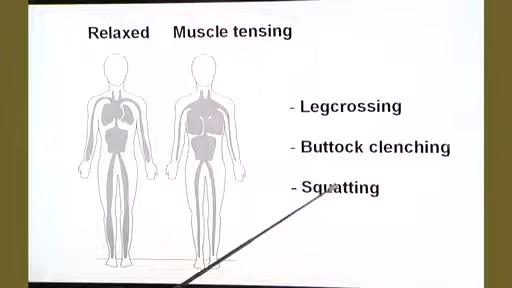 Relaxed Muscle tensing
- Legcrossing
- Buttock clenching
- Squatting